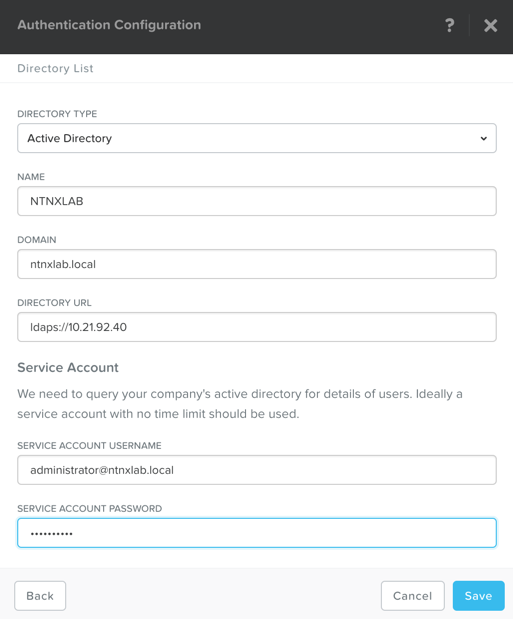 Authentication Configuration
?
Directory List
DIRECTORY TYPE
Active Directory
NAME
NTNXLAB
DOMAIN
ntnxlab.local
DIRECTORY URL
ldaps://10.21.92.40
Service Account
We need to query your company's active directory for details of users. Ideally a
service account with no time limit should be used.
SERVICE ACCOUNT USERNAME
administrator@ntnxlab.local
SERVICE ACCOUNT PASSWORD
••••••••••
Back
Cancel
Save